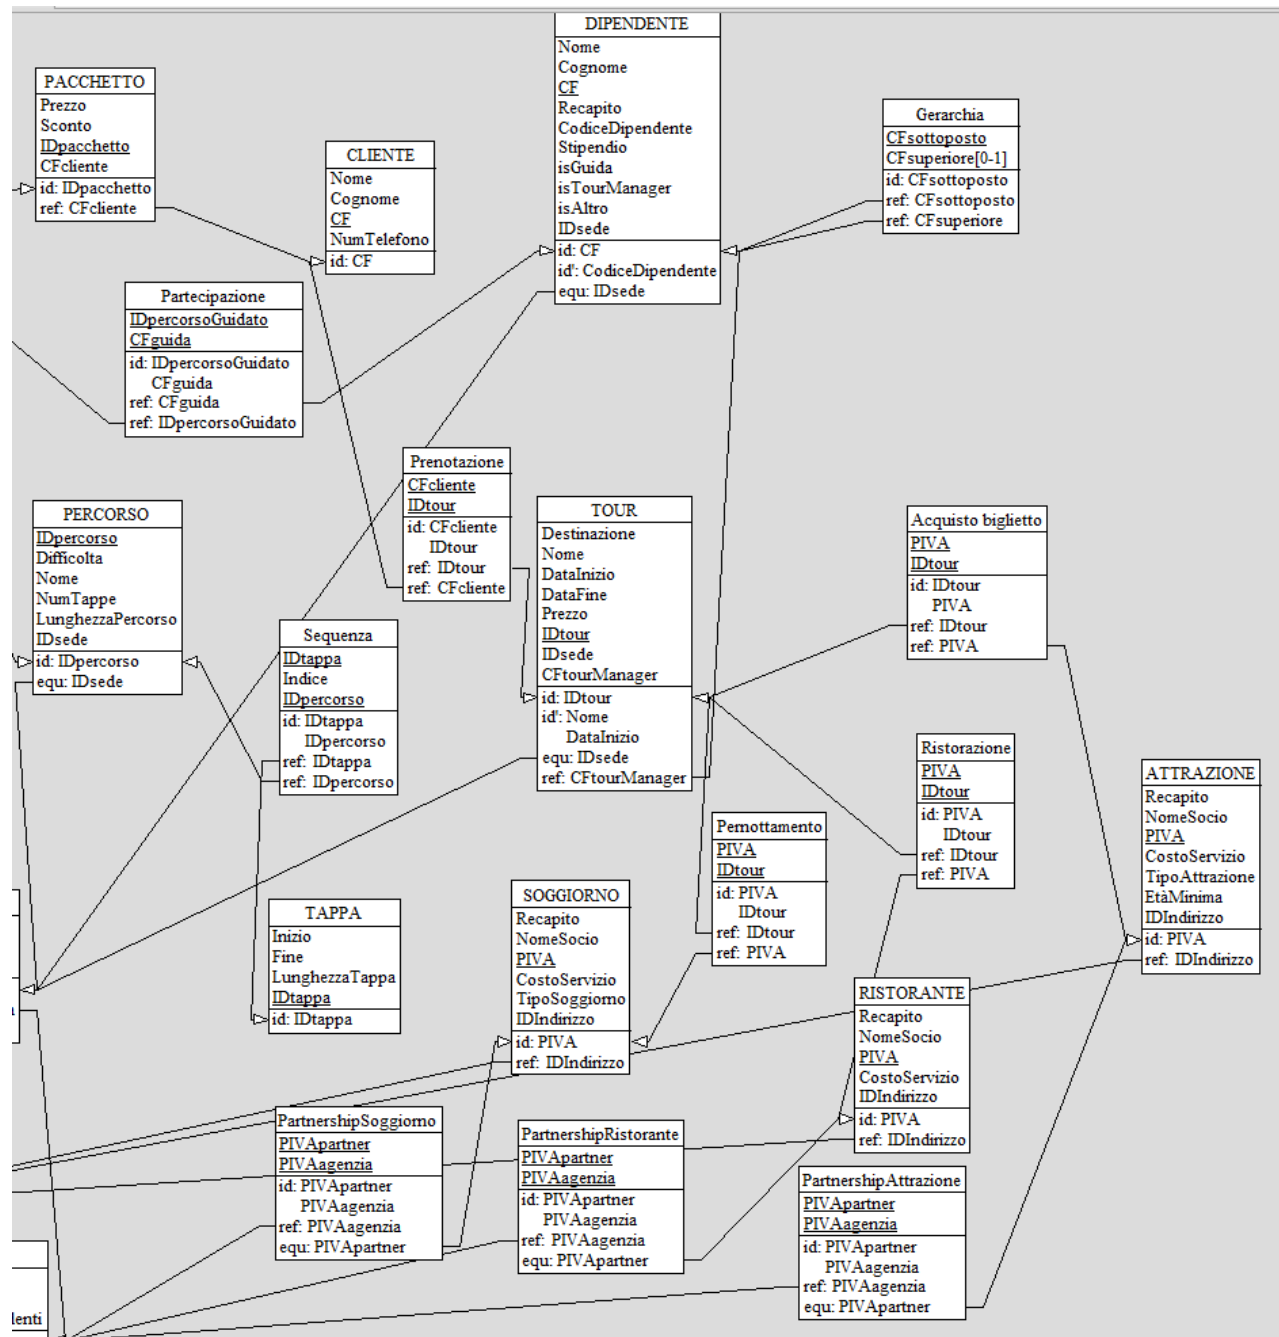 DIPENDENTE
Nome
Cognome
CF
Recapito
CodiceDipendente
Stipendio
isGuida
isTourManager
isAltro
IDsede
id: CF
id': CodiceDipendente
equ: IDsede
PACCHETTO
Prezzo
Sconto
IDpacchetto
CFcliente
id: IDpacchetto
ref: CFcliente
Gerarchia
CFsottoposto
CFsuperiore[0-1]
id: CFsottoposto
ref: CFsottoposto
ref: CFsuperiore
CLIENTE
Nome
Cognome
CF
NumTelefono
id: CF
Partecipazione
IDpercorsoGuidato
CFguida
id: IDpercorsoGuidato
CFguida
ref: CFguida
ref: IDpercorsoGuidato
Prenotazione
CFcliente
IDtour
id: CFcliente
IDtour
ref: IDtour
ref: CFcliente
PERCORSO
IDpercorso
Difficolta
Nome
NumTappe
LunghezzaPercorso
IDsede
id: IDpercorso
equ: IDsede
TOUR
Destinazione
Nome
DataInizio
DataFine
Prezzo
IDtour
IDsede
CFtourManager
id: IDtour
id': Nome
DataInizio
equ: IDsede
ref: CFtourManager
Acquisto biglietto
PIVA
IDtour
id: IDtour
PIVA
ref: IDtour
ref: PIVA
Sequenza
IDtappa
Indice
IDpercorso
id: IDtappa
IDpercorso
ref: IDtappa
ref: IDpercorso
Ristorazione
PIVA
IDtour
id: PIVA
IDtour
ref: IDtour
ref: PIVA
ATTRAZIONE
Recapito
NomeSocio
PIVA
CostoServizio
TipoAttrazione
EtàMinima
IDIndirizzo
id: PIVA
ref: IDIndirizzo
Pernottamento
PIVA
IDtour
id: PIVA
IDtour
ref: IDtour
ref: PIVA
SOGGIORNO
Recapito
NomeSocio
PIVA
CostoServizio
TipoSoggiorno
IDIndirizzo
id: PIVA
ref: IDIndirizzo
TAPPA
Inizio
Fine
LunghezzaTappa
IDtappa
id: IDtappa
RISTORANTE
Recapito
NomeSocio
PIVA
CostoServizio
IDIndirizzo
id: PIVA
ref: IDIndirizzo
PartnershipSoggiorno
PIVApartner
PIVAagenzia
id: PIVApartner
PIVAagenzia
ref: PIVAagenzia
equ: PIVApartner
PartnershipRistorante
PIVApartner
PIVAagenzia
id: PIVApartner
PIVAagenzia
ref: PIVAagenzia
equ: PIVApartner
PartnershipAttrazione
PIVApartner
PIVAagenzia
id: PIVApartner
PIVAagenzia
ref: PIVAagenzia
equ: PIVApartner
lenti